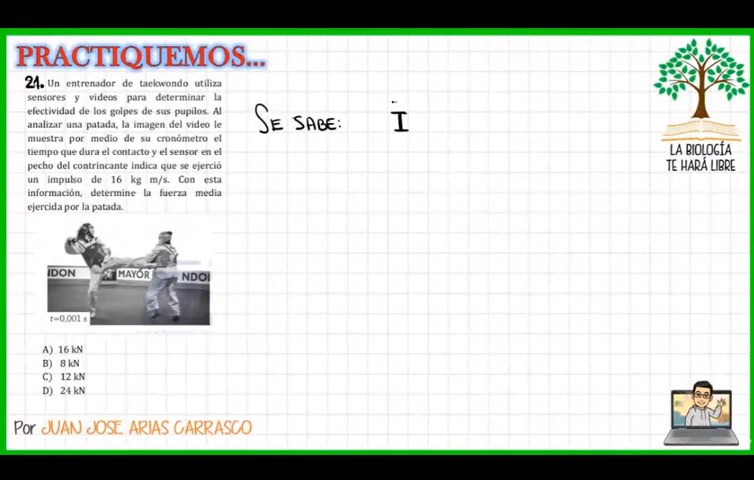 PRACTIQUEMOS...
21. Un entrenador de taekwondo utiliza
sensores y videos para determinar la
efectividad de los golpes de sus pupilos. Al
analizar una patada, la imagen del video le
muestra por medio de su cronómetro el
tiempo que dura el contacto y el sensor en el
pecho del contrincante indica que se ejerció
un impulso de 16 kg m/s. Con esta
información, determine la fuerza media
ejercida por la patada.
NDON MAYOR NDOI
t=0,001 s
A) 16 kN
B) 8 kN
C) 12 kN
D) 24 kN
Por JUAN JOSE ARIAS CARRASCO
SE SABE: I
LA BIOLOGÍA
TE HARÁ LIBRE